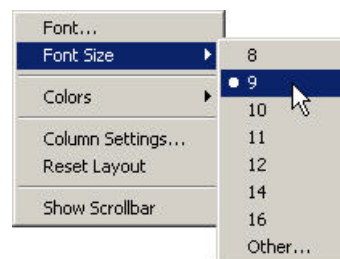 Font...
Font Size
Colors
Column Settings...
Reset Layout
Show Scrollbar
8
9
10
11
12
14
16
Other...